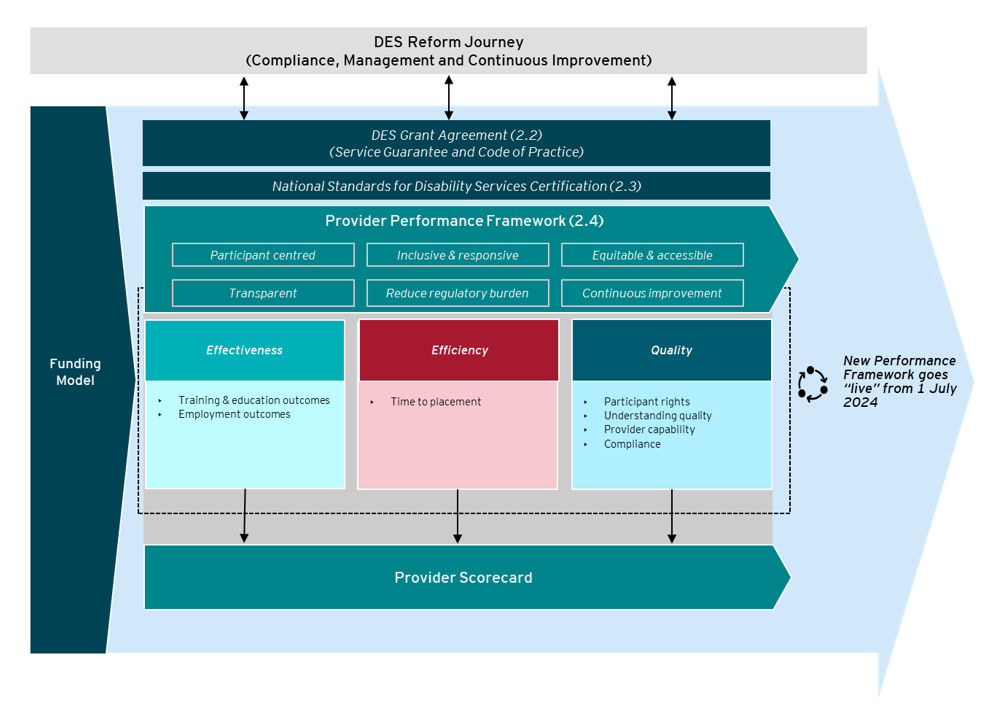 DES Reform Journey
(Compliance, Management and Continuous Improvement)
DES Grant Agreement (2.2)
(Service Guarantee and Code of Practice)
National Standards for Disability Services Certification (2.3)
Provider Performance Framework (2.4)
Participant centred
Inclusive & responsive
Equitable & accessible
Transparent
Reduce regulatory burden
Continuous improvement
Funding
Model
Effectiveness
Training & education outcomes
Employment outcomes
Efficiency
Time to placement
Quality
Participant rights
Understanding quality
Provider capability
Compliance
New Performance
Framework goes
“live” from 1 July
2024
Provider Scorecard